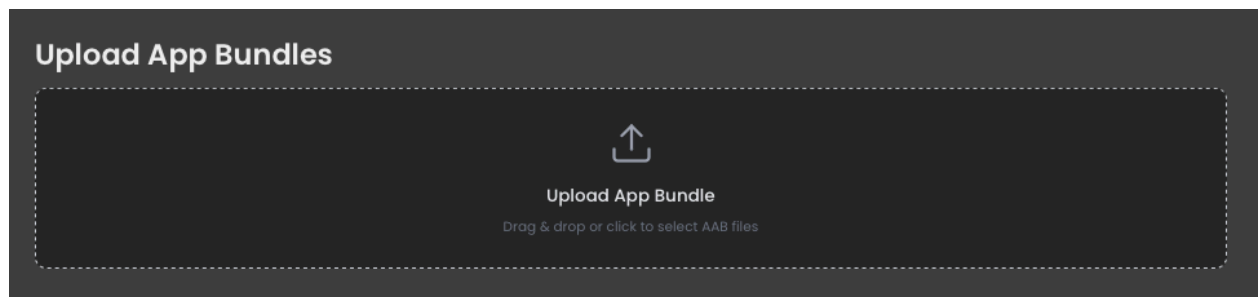 Upload App Bundles
Upload App Bundle
Drag & drop or click to select AAB files